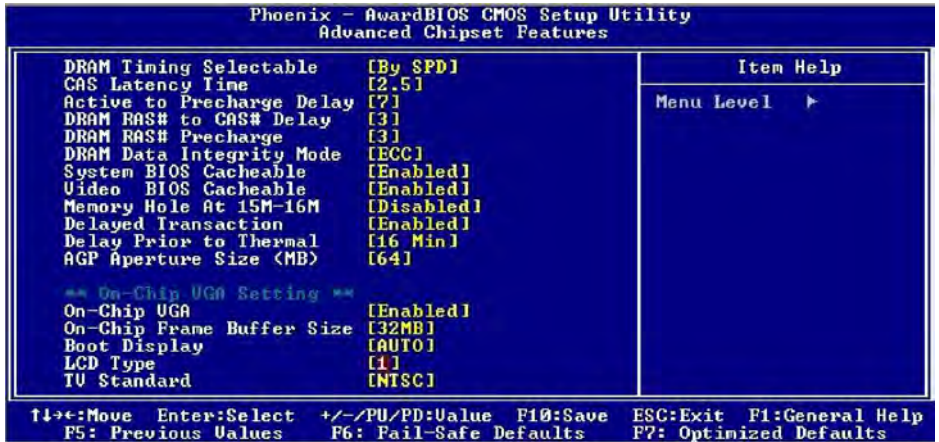 Phoenix - AwardBIOS CMOS Setup Utility
Advanced Chipset Features
DRAM Timing Selectable [By SPD]
CAS Latency Time [2.5]
Active to Precharge Delay [7]
DRAM RAS# to CAS# Delay [3]
DRAM RAS# Precharge [3]
DRAM Data Integrity Mode [ECC]
System BIOS Cacheable [Enabled]
Video BIOS Cacheable [Enabled]
Memory Hole At 15M-16M [Disabled]
Delayed Transaction [Enabled]
Delay Prior to Thermal [16 Min]
AGP Aperture Size (MB) [64]
** On-Chip VGA Setting **
On-Chip VGA [Enabled]
On-Chip Frame Buffer Size [32MB]
Boot Display [AUTO]
LCD Type [1]
TV Standard [NTSC]
Item Help
Menu Level ►
↑↓→←:Move Enter:Select +/-/PU/PD:Value F10:Save ESC:Exit F1:General Help
F5: Previous Values F6: Fail-Safe Defaults F7: Optimized Defaults